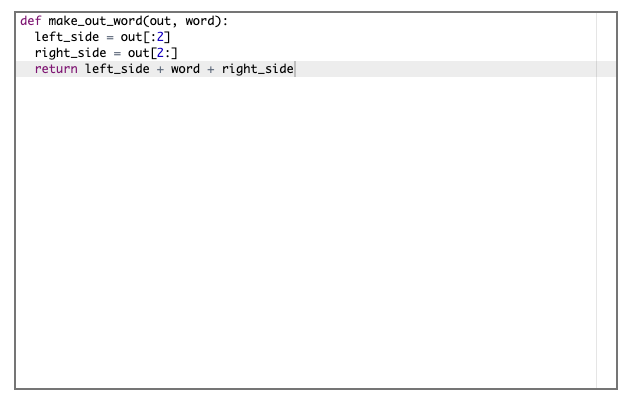 def make_out_word(out, word):
  left_side = out[:2]
  right_side = out[2:]
  return left_side + word + right_side